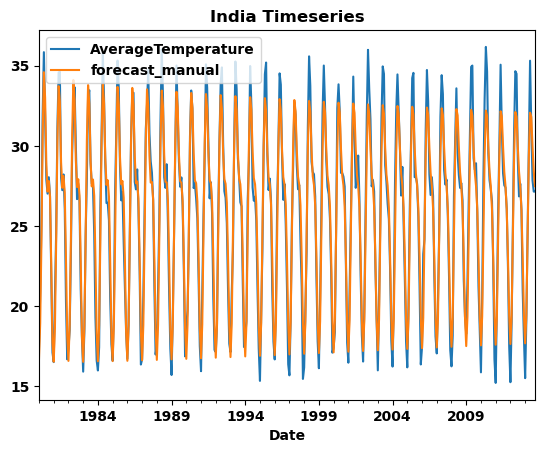 India Timeseries
AverageTemperature
forecast_manual
35
30
25
20
15
1984
1989
1994
1999
2004
2009
Date